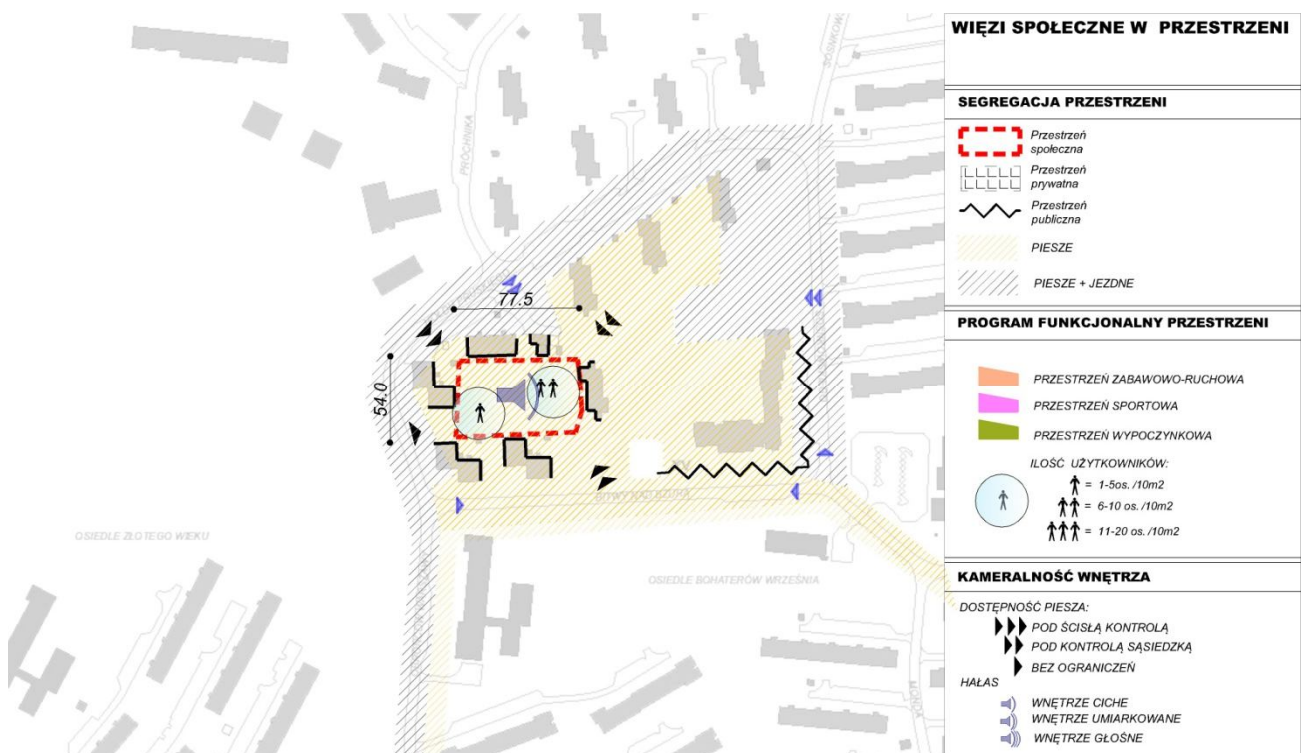 WIĘZI SPOŁECZNE W PRZESTRZENI
SEGREGACJA PRZESTRZENI
Przestrzeń
społeczna
Przestrzeń
prywatna
Przestrzeń
publiczna
PIESZE
PIESZE + JEZDNE
PROGRAM FUNKCJONALNY PRZESTRZENI
PRZESTRZEŃ ZABAWOWO-RUCHOWA
PRZESTRZEŃ SPORTOWA
PRZESTRZEŃ WYPOCZYNKOWA
ILOŚĆ UŻYTKOWNIKÓW:
= 1-5os. /10m2
= 6-10 os. /10m2
= 11-20 os. /10m2
KAMERALNOŚĆ WNĘTRZA
DOSTĘPNOŚĆ PIESZA:
POD ŚCISŁĄ KONTROLĄ
POD KONTROLĄ SĄSIEDZKĄ
BEZ OGRANICZEŃ
HAŁAS
WNĘTRZE CICHE
WNĘTRZE UMIARKOWANE
WNĘTRZE GŁOŚNE
PRÓCHNIKA
77.5
54.0
BITWY NAD BZURĄ
OSIEDLE ZŁOTEGO WIEKU
OSIEDLE BOHATERÓW WRZEŚNIA